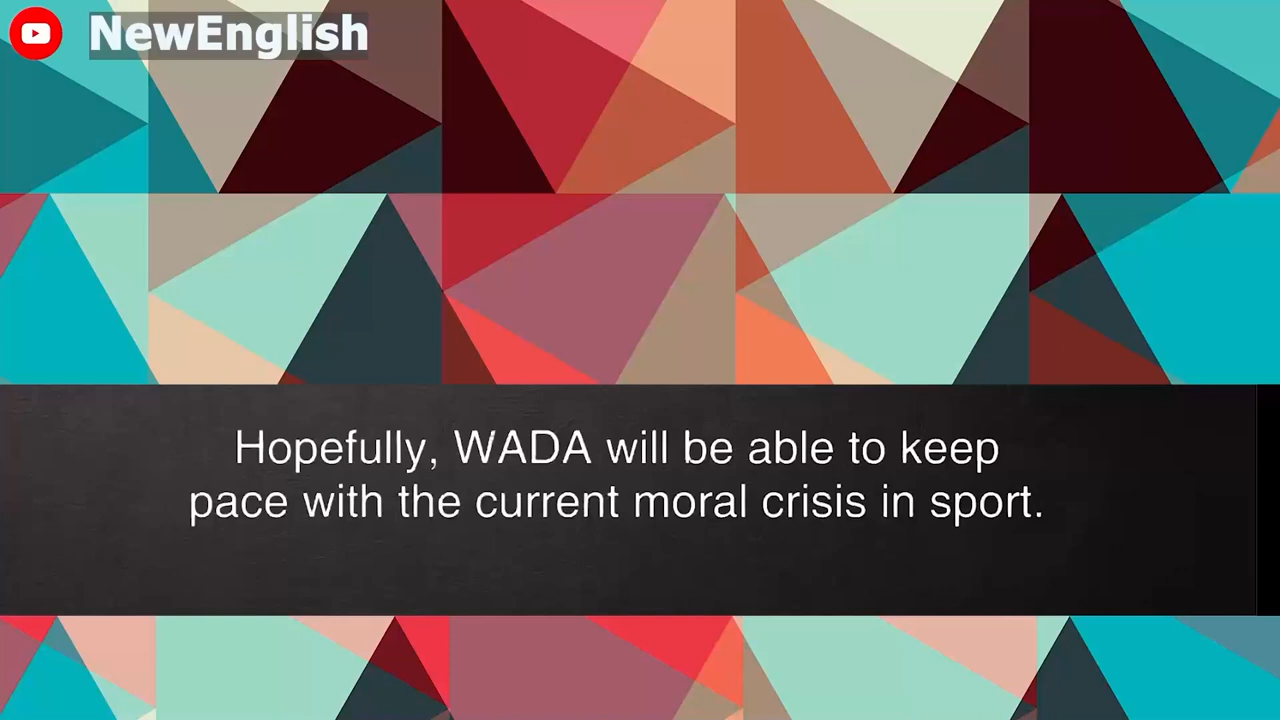 NewEnglish
Hopefully, WADA will be able to keep
pace with the current moral crisis in sport.